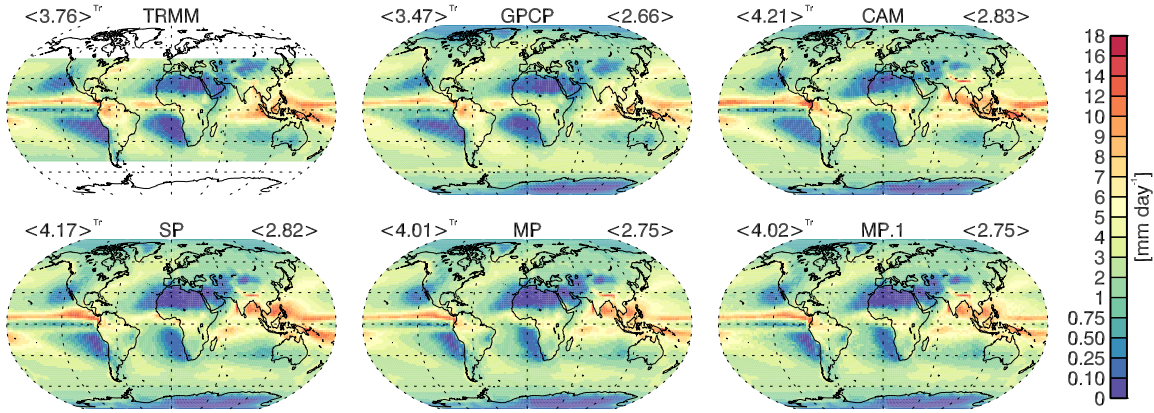 <3.76>Tr TRMM
<3.47>Tr GPCP <2.66>
<4.21>Tr CAM <2.83>
<4.17>Tr SP <2.82>
<4.01>Tr MP <2.75>
<4.02>Tr MP.1 <2.75>
18
16
14
12
10
9
8
7
6
5
4
3
2
1
0.75
0.50
0.25
0.10
0
[mm day-1]